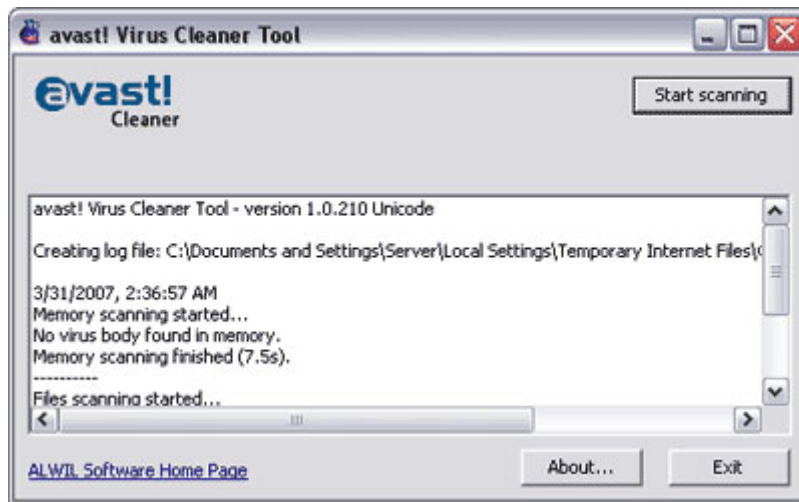 avast! Virus Cleaner Tool
avast!
Cleaner
Start scanning
avast! Virus Cleaner Tool - version 1.0.210 Unicode
Creating log file: C:\Documents and Settings\Server\Local Settings\Temporary Internet Files\
3/31/2007, 2:36:57 AM
Memory scanning started...
No virus body found in memory.
Memory scanning finished (7.5s).
----------
Files scanning started...
ALWIL Software Home Page
About...
Exit